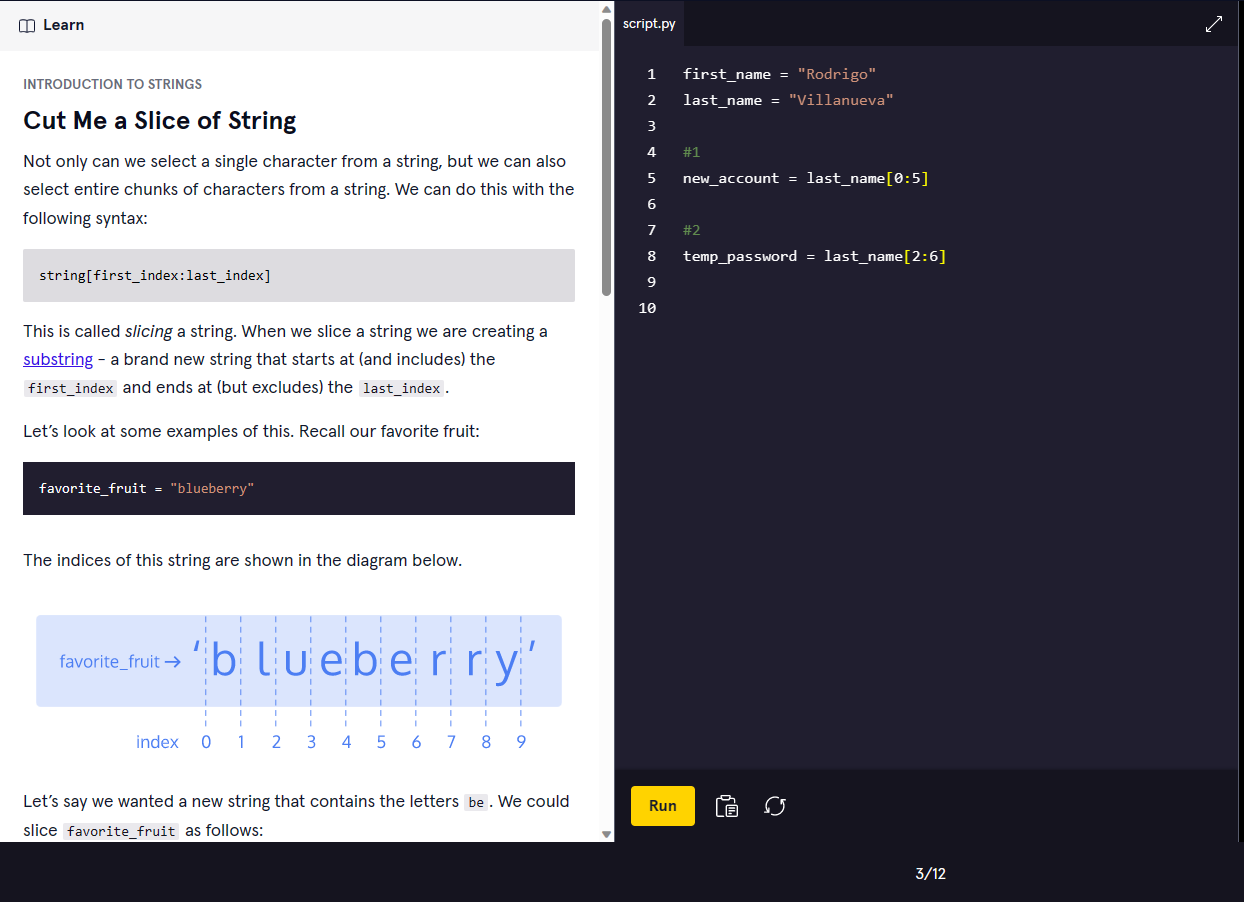 Learn
INTRODUCTION TO STRINGS
Cut Me a Slice of String
Not only can we select a single character from a string, but we can also
select entire chunks of characters from a string. We can do this with the
following syntax:
string[first_index:last_index]
This is called slicing a string. When we slice a string we are creating a
substring - a brand new string that starts at (and includes) the
first_index and ends at (but excludes) the last_index.
Let’s look at some examples of this. Recall our favorite fruit:
favorite_fruit = "blueberry"
The indices of this string are shown in the diagram below.
favorite_fruit → ‘blueberry’
index 0 1 2 3 4 5 6 7 8 9
Let’s say we wanted a new string that contains the letters be. We could
slice favorite_fruit as follows:
script.py
1 first_name = "Rodrigo"
2 last_name = "Villanueva"
3
4 #1
5 new_account = last_name[0:5]
6
7 #2
8 temp_password = last_name[2:6]
9
10
Run
3/12